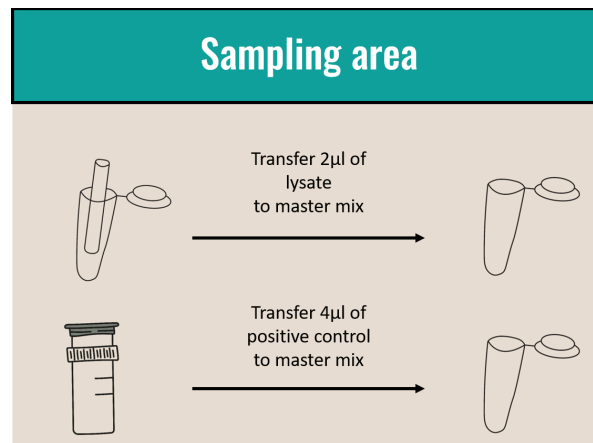 Sampling area
Transfer 2µl of
lysate
to master mix
Transfer 4µl of
positive control
to master mix